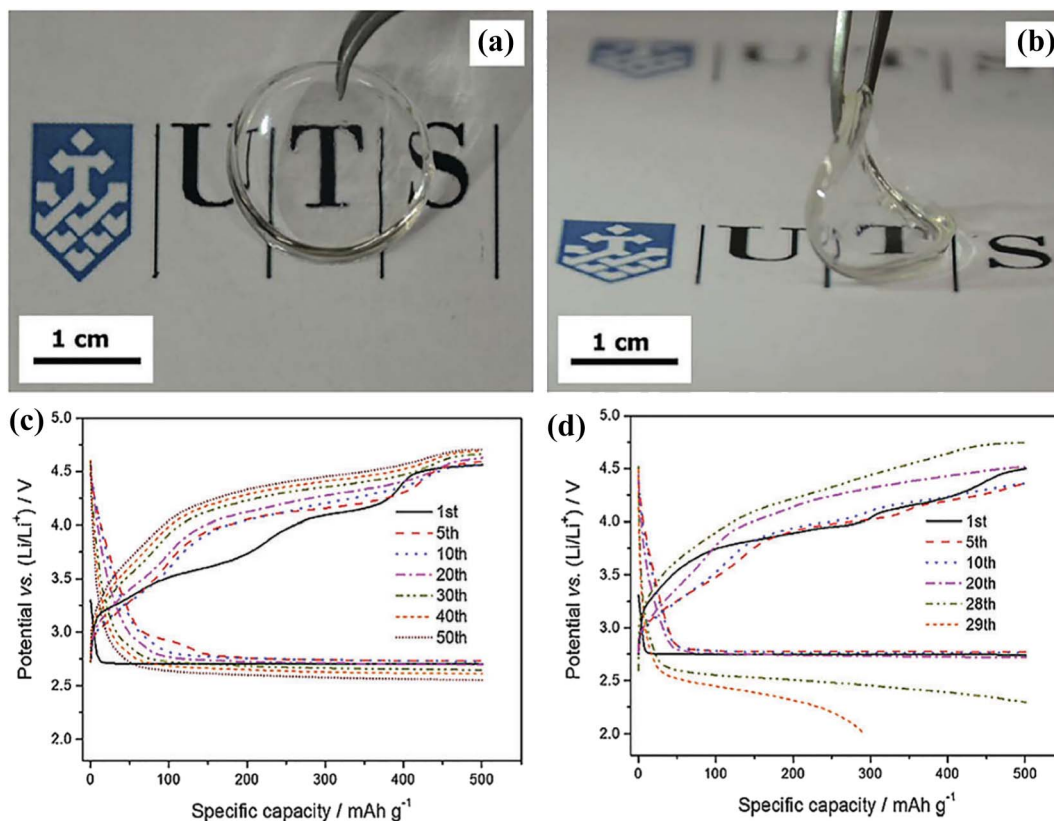 (a)
U T S
1 cm
(b)
U T S
U T S
1 cm
(c)
5.0
4.5
4.0
3.5
3.0
2.5
2.0
Potential vs. (Li/Li⁺) / V
1st
5th
10th
20th
30th
40th
50th
0 100 200 300 400 500
Specific capacity / mAh g⁻¹
(d)
5.0
4.5
4.0
3.5
3.0
2.5
2.0
Potential vs. (Li/Li⁺) / V
1st
5th
10th
20th
28th
29th
0 100 200 300 400 500
Specific capacity / mAh g⁻¹